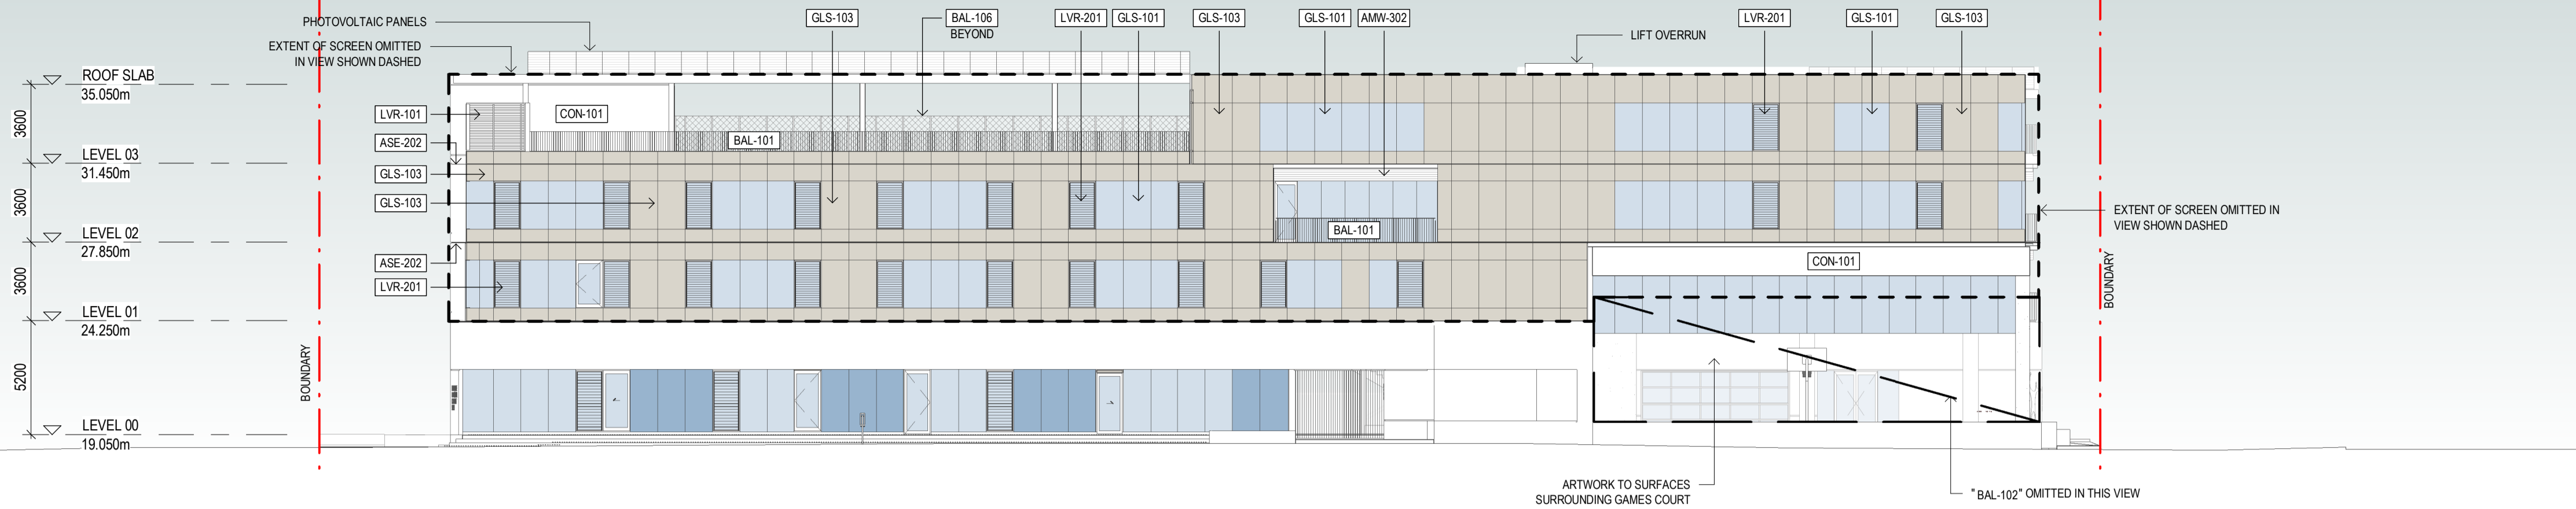 PHOTOVOLTAIC PANELS
GLS-103
BAL-106
BEYOND
LVR-201
GLS-101
GLS-103
GLS-101
AMW-302
LVR-201
GLS-101
GLS-103
EXTENT OF SCREEN OMITTED
IN VIEW SHOWN DASHED
LIFT OVERRUN
ROOF SLAB
35.050m
3600
LVR-101
CON-101
ASE-202
BAL-101
LEVEL 03
31.450m
GLS-103
3600
GLS-103
EXTENT OF SCREEN OMITTED IN
VIEW SHOWN DASHED
BAL-101
LEVEL 02
27.850m
ASE-202
CON-101
3600
LVR-201
BOUNDARY
LEVEL 01
24.250m
5200
BOUNDARY
LEVEL 00
19.050m
ARTWORK TO SURFACES
SURROUNDING GAMES COURT
"BAL-102" OMITTED IN THIS VIEW